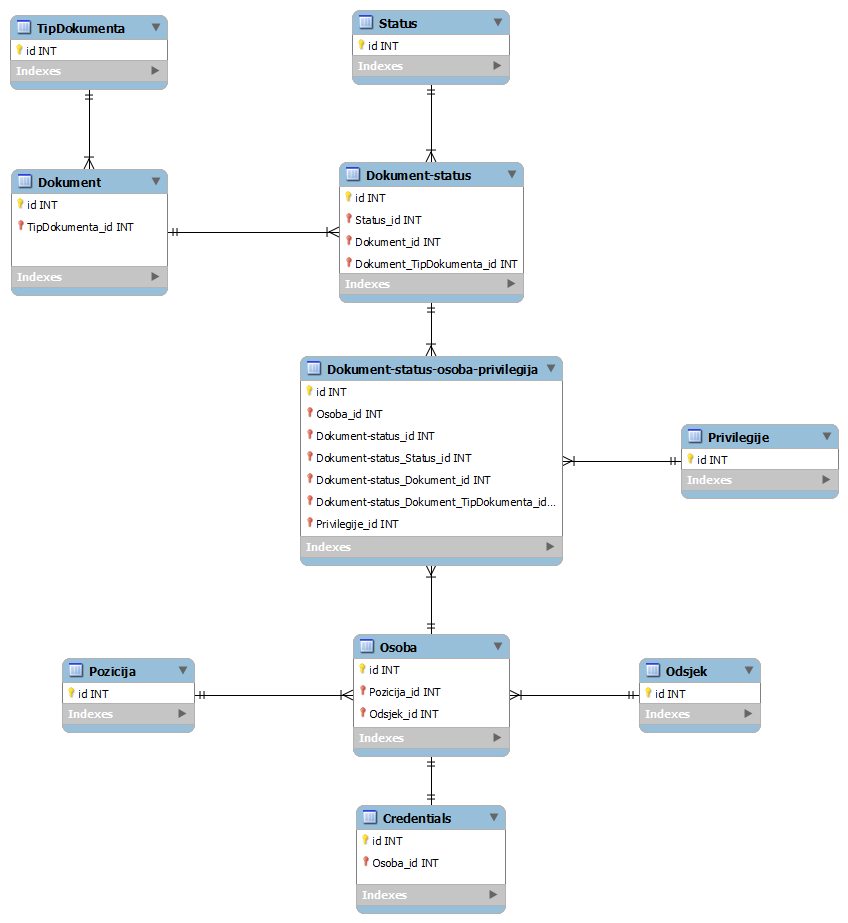 TipDokumenta
id INT
Indexes
Status
id INT
Indexes
Dokument
id INT
TipDokumenta_id INT
Indexes
Dokument-status
id INT
Status_id INT
Dokument_id INT
Dokument_TipDokumenta_id INT
Indexes
Dokument-status-osoba-privilegija
id INT
Osoba_id INT
Dokument-status_id INT
Dokument-status_Status_id INT
Dokument-status_Dokument_id INT
Dokument-status_Dokument_TipDokumenta_id...
Privilegije_id INT
Indexes
Privilegije
id INT
Indexes
Pozicija
id INT
Indexes
Osoba
id INT
Pozicija_id INT
Odsjek_id INT
Indexes
Odsjek
id INT
Indexes
Credentials
id INT
Osoba_id INT
Indexes